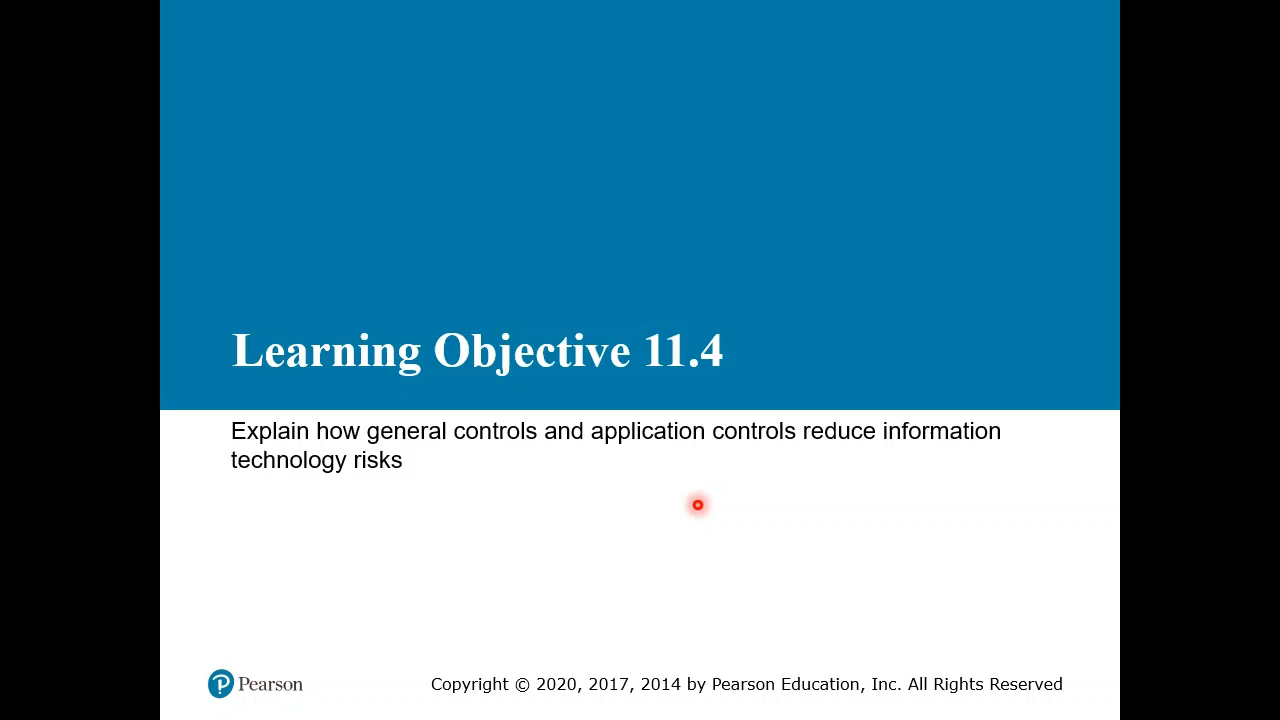 Learning Objective 11.4
Explain how general controls and application controls reduce information
technology risks
Pearson
Copyright © 2020, 2017, 2014 by Pearson Education, Inc. All Rights Reserved